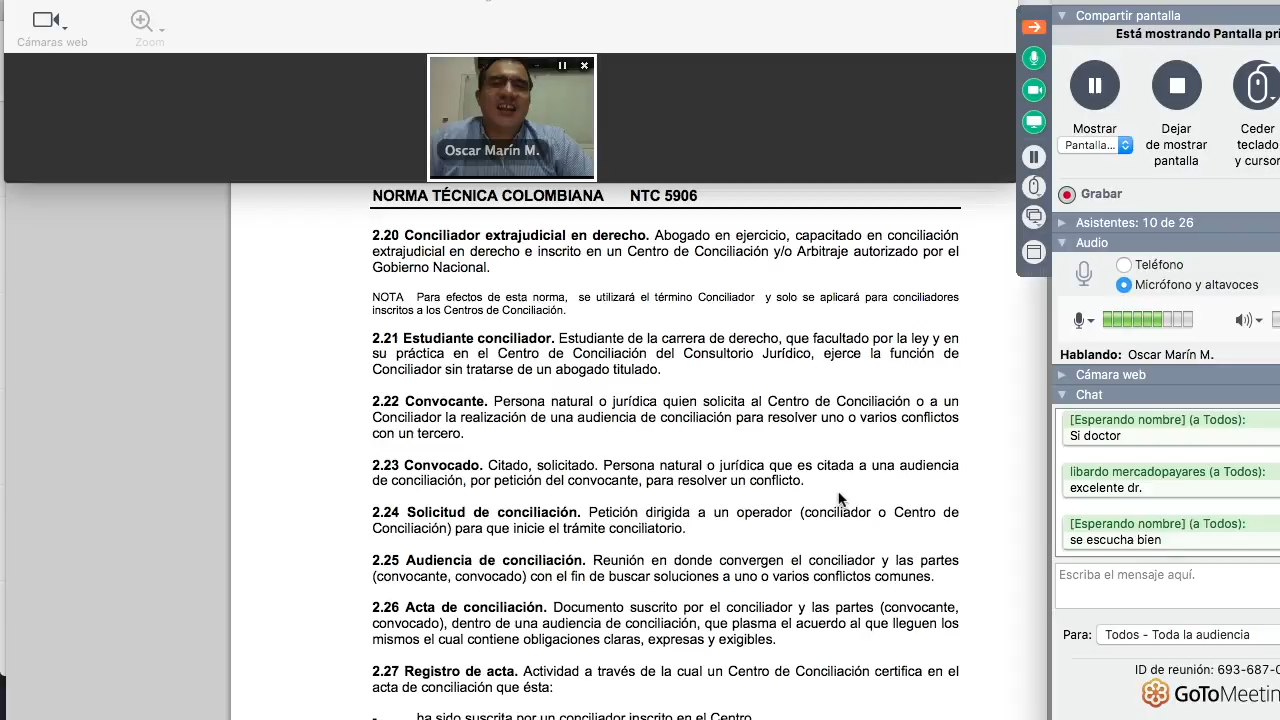 Cámaras web
Zoom
Oscar Marín M.
NORMA TÉCNICA COLOMBIANA NTC 5906
2.20 Conciliador extrajudicial en derecho. Abogado en ejercicio, capacitado en conciliación
extrajudicial en derecho e inscrito en un Centro de Conciliación y/o Arbitraje autorizado por el
Gobierno Nacional.
NOTA Para efectos de esta norma, se utilizará el término Conciliador y solo se aplicará para conciliadores
inscritos a los Centros de Conciliación.
2.21 Estudiante conciliador. Estudiante de la carrera de derecho, que facultado por la ley y en
su práctica en el Centro de Conciliación del Consultorio Jurídico, ejerce la función de
Conciliador sin tratarse de un abogado titulado.
2.22 Convocante. Persona natural o jurídica quien solicita al Centro de Conciliación o a un
Conciliador la realización de una audiencia de conciliación para resolver uno o varios conflictos
con un tercero.
2.23 Convocado. Citado, solicitado. Persona natural o jurídica que es citada a una audiencia
de conciliación, por petición del convocante, para resolver un conflicto.
2.24 Solicitud de conciliación. Petición dirigida a un operador (conciliador o Centro de
Conciliación) para que inicie el trámite conciliatorio.
2.25 Audiencia de conciliación. Reunión en donde convergen el conciliador y las partes
(convocante, convocado) con el fin de buscar soluciones a uno o varios conflictos comunes.
2.26 Acta de conciliación. Documento suscrito por el conciliador y las partes (convocante,
convocado), dentro de una audiencia de conciliación, que plasma el acuerdo al que lleguen los
mismos el cual contiene obligaciones claras, expresas y exigibles.
2.27 Registro de acta. Actividad a través de la cual un Centro de Conciliación certifica en el
acta de conciliación que ésta:
- ha sido suscrita por un conciliador inscrito en el Centro
Compartir pantalla
Está mostrando Pantalla pri
Mostrar
Pantalla...
Dejar
de mostrar
pantalla
Ceder
teclado
y cursor
Grabar
Asistentes: 10 de 26
Audio
Teléfono
Micrófono y altavoces
Hablando: Oscar Marín M.
Cámara web
Chat
[Esperando nombre] (a Todos):
Si doctor
libardo mercadopayares (a Todos):
excelente dr.
[Esperando nombre] (a Todos):
se escucha bien
Escriba el mensaje aquí.
Para: Todos - Toda la audiencia
ID de reunión: 693-687-0
GoToMeetin